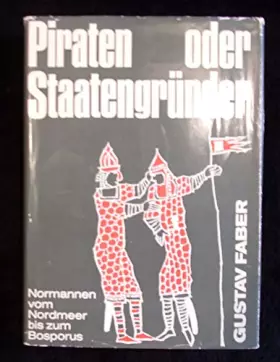 Piraten oder
Staatengründer
GUSTAV FABER
Normannen
vom
Nordmeer
bis zum
Bosporus